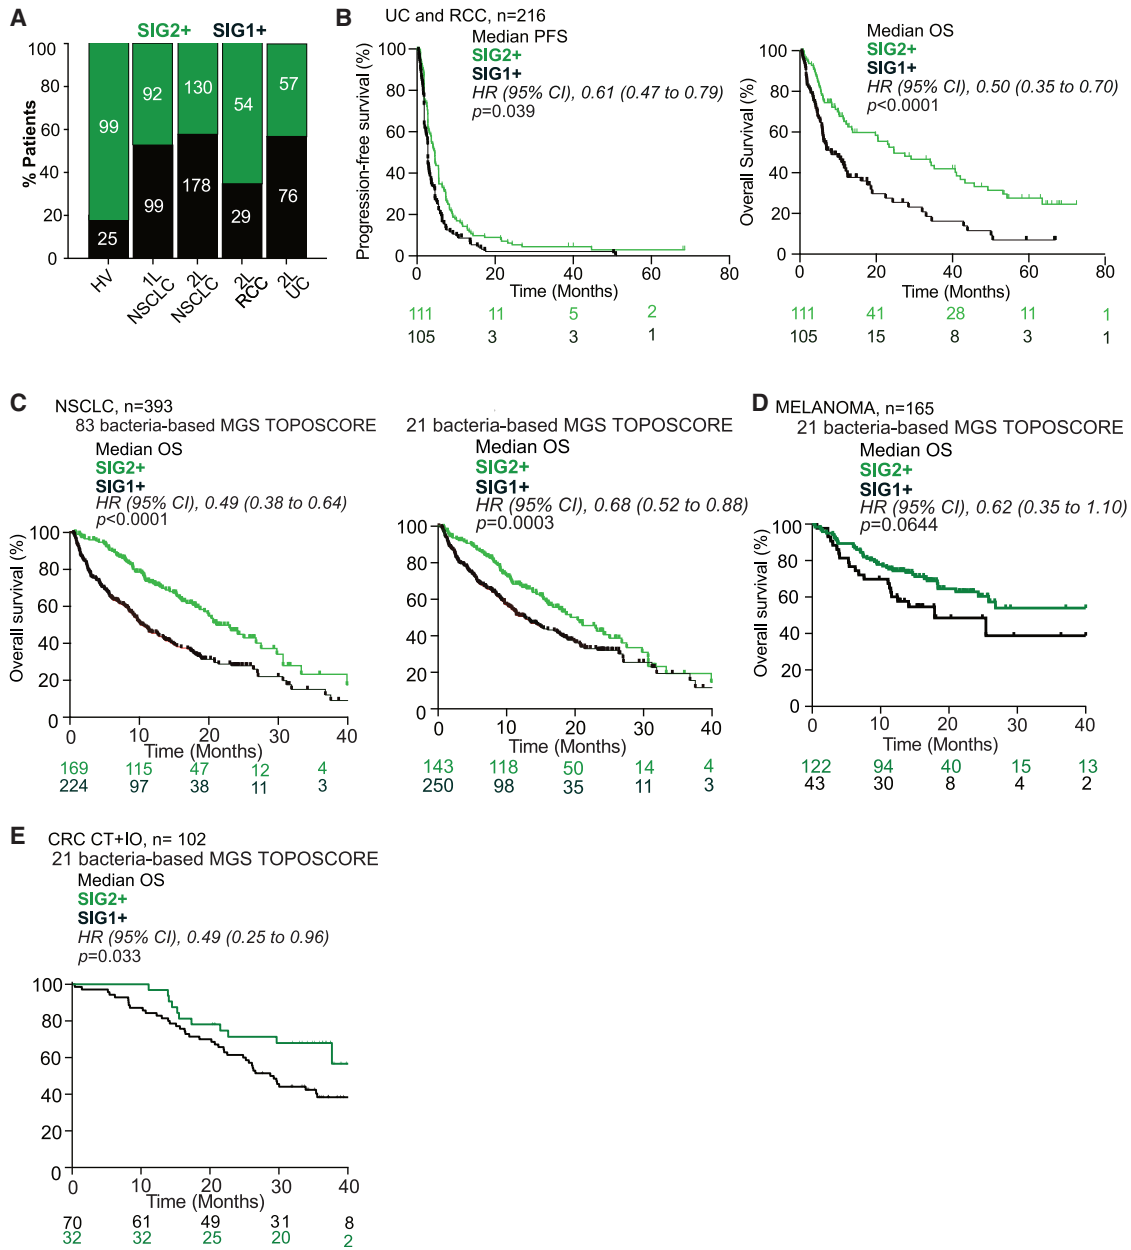 A
SIG2+ SIG1+
% Patients
100
80
60
40
20
0
99 92 130 54 57
25 99 178 29 76
HV
1L NSCLC
2L NSCLC
2L RCC
2L UC
B
UC and RCC, n=216
Median PFS
SIG2+
SIG1+
HR (95% CI), 0.61 (0.47 to 0.79)
p=0.039
Progression-free survival (%)
100
80
60
40
20
0
0 20 40 60 80
Time (Months)
111 11 5 2
105 3 3 1
Median OS
SIG2+
SIG1+
HR (95% CI), 0.50 (0.35 to 0.70)
p<0.0001
Overall Survival (%)
100
80
60
40
20
0
0 20 40 60 80
Time (Months)
111 41 28 11 1
105 15 8 3 1
C
NSCLC, n=393
83 bacteria-based MGS TOPOSCORE
Median OS
SIG2+
SIG1+
HR (95% CI), 0.49 (0.38 to 0.64)
p<0.0001
Overall survival (%)
100
80
60
40
20
0
0 10 20 30 40
Time (Months)
169 115 47 12 4
224 97 38 11 3
21 bacteria-based MGS TOPOSCORE
Median OS
SIG2+
SIG1+
HR (95% CI), 0.68 (0.52 to 0.88)
p=0.0003
Overall survival (%)
100
80
60
40
20
0
0 10 20 30 40
Time (Months)
143 118 50 14 4
250 98 35 11 3
D
MELANOMA, n=165
21 bacteria-based MGS TOPOSCORE
Median OS
SIG2+
SIG1+
HR (95% CI), 0.62 (0.35 to 1.10)
p=0.0644
Overall survival (%)
100
80
60
40
20
0
0 10 20 30 40
Time (Months)
122 94 40 15 13
43 30 8 4 2
E
CRC CT+IO, n= 102
21 bacteria-based MGS TOPOSCORE
Median OS
SIG2+
SIG1+
HR (95% CI), 0.49 (0.25 to 0.96)
p=0.033
100
80
60
40
20
0
0 10 20 30 40
Time (Months)
70 61 49 31 8
32 32 25 20 2